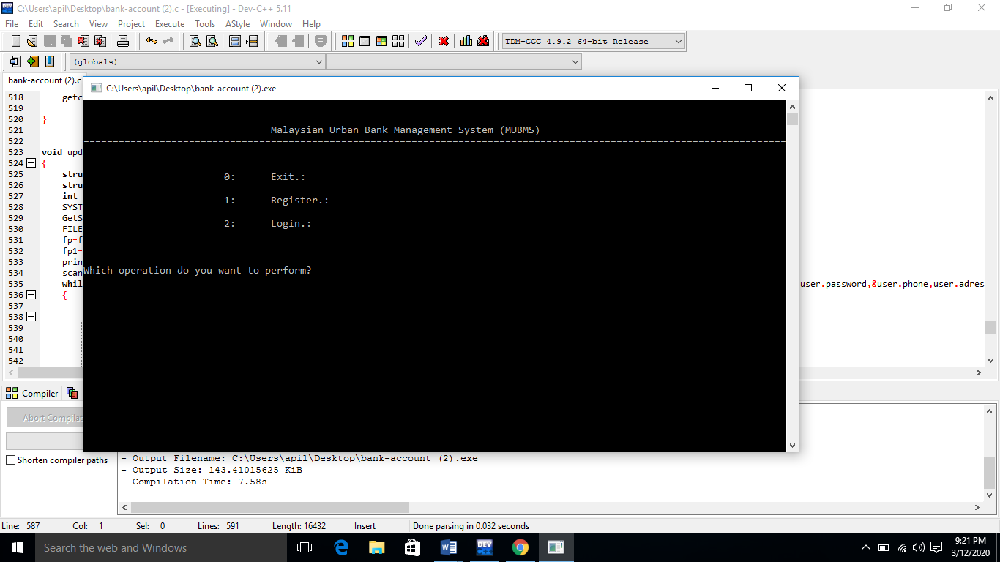 C:\Users\apil\Desktop\bank-account (2).c - [Executing] - Dev-C++ 5.11
File Edit Search View Project Execute Tools AStyle Window Help
TDM-GCC 4.9.2 64-bit Release
(globals)
bank-account (2).c
C:\Users\apil\Desktop\bank-account (2).exe
518 getc
519
520 }
521
522
523 void upd
524 {
525 stru
526 stru
527 int
528 SYST
529 GetS
530 FILE
531 fp=f
532 fp1=
533 prin
534 scan
535 whil
user.password,&user.phone,user.adres
536 {
537
538
539
540
541
542
Malaysian Urban Bank Management System (MUBMS)
========================================================================================================================
0: Exit.:
1: Register.:
2: Login.:
Which operation do you want to perform?
Compiler
Abort Compilat
Shorten compiler paths
- Output Filename: C:\Users\apil\Desktop\bank-account (2).exe
- Output Size: 143.41015625 KiB
- Compilation Time: 7.58s
Line: 587 Col: 1 Sel: 0 Lines: 591 Length: 16432 Insert Done parsing in 0.032 seconds
Search the web and Windows
DEV
9:21 PM
3/12/2020